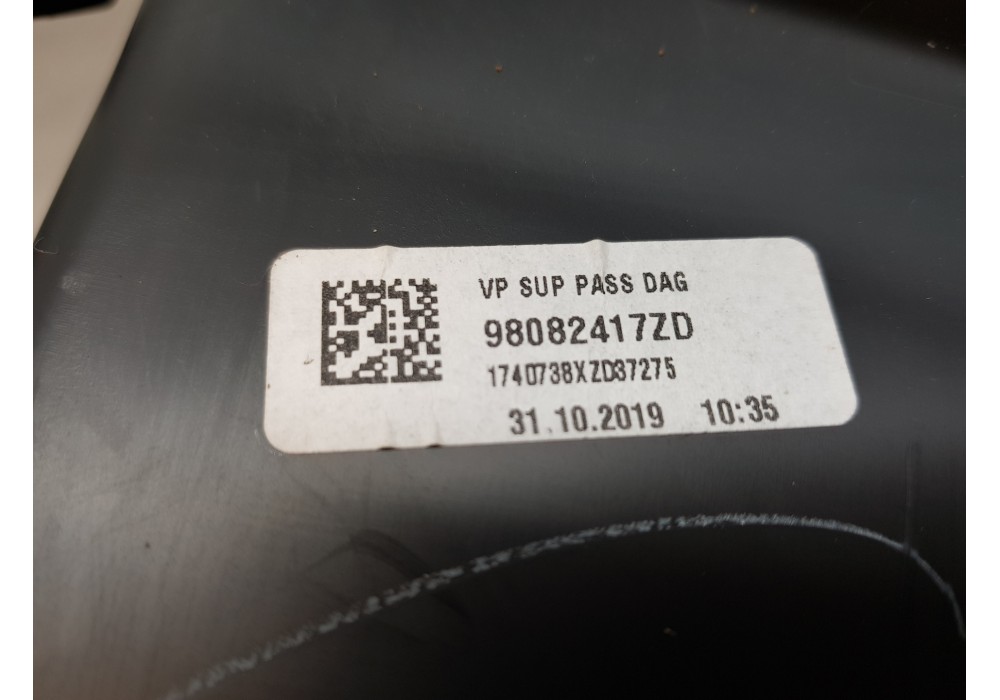 VP SUP PASS DAG
98082417ZD
1740738XZD37275
31.10.2019 10:35